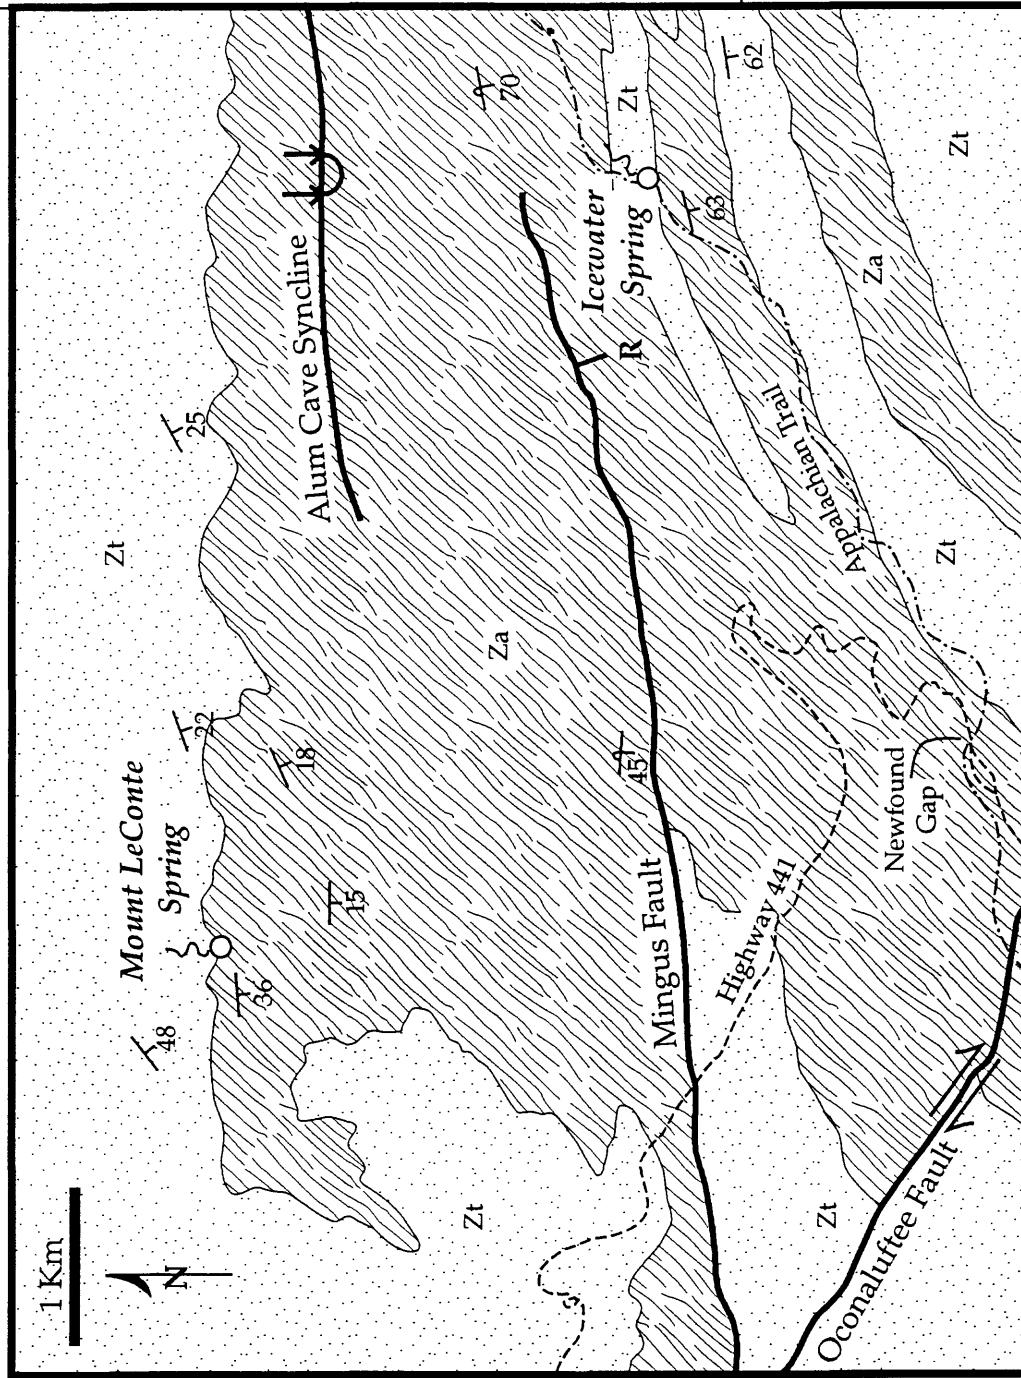 1 Km
N
Mount LeConte
Spring
48
36
22
18
15
25
Zt
Alum Cave Syncline
70
Zt
62
Icewater
Spring
63
R
Zt
Za
Za
45
Mingus Fault
Highway 441
Appalachian Trail
Newfound
Gap
Zt
Zt
Zt
Oconaluftee Fault